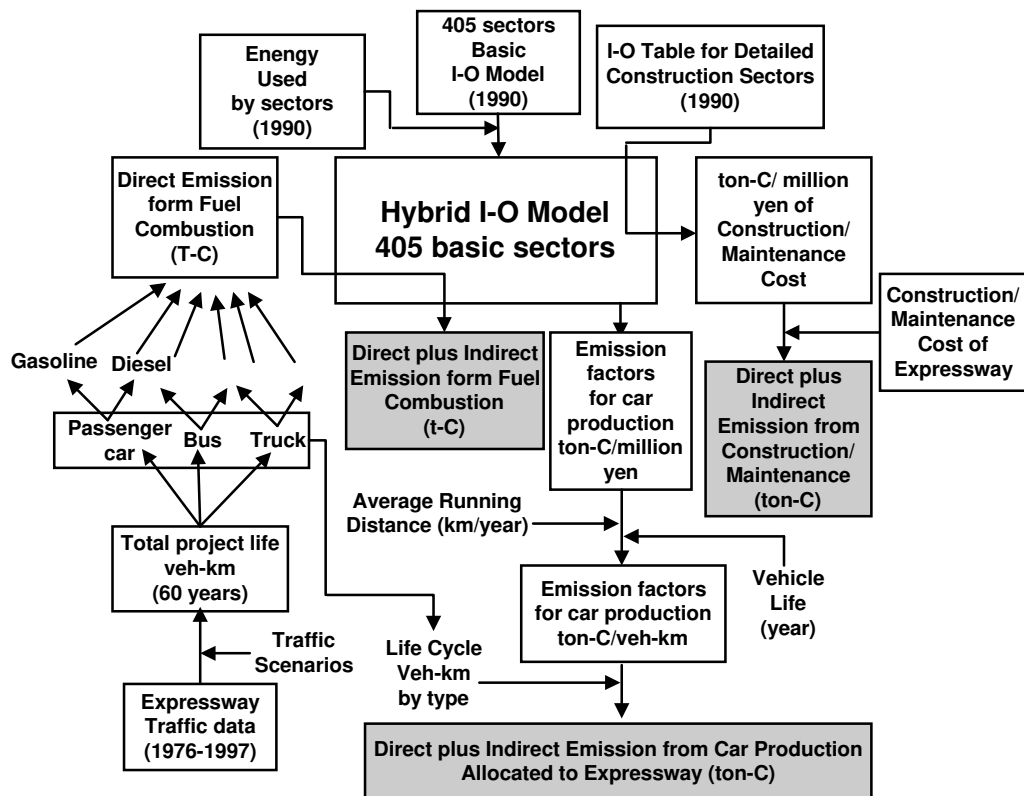 405 sectors
Basic
I-O Model
(1990)
I-O Table for Detailed
Construction Sectors
(1990)
Energy
Used
by sectors
(1990)
Direct Emission
form Fuel
Combustion
(T-C)
Hybrid I-O Model
405 basic sectors
ton-C/ million
yen of
Construction/
Maintenance
Cost
Construction/
Maintenance
Cost of
Expressway
Gasoline
Diesel
Direct plus Indirect
Emission form Fuel
Combustion
(t-C)
Emission
factors
for car
production
ton-C/million
yen
Direct plus
Indirect
Emission from
Construction/
Maintenance
(ton-C)
Passenger
car
Bus
Truck
Average Running
Distance (km/year)
Total project life
veh-km
(60 years)
Emission factors
for car production
ton-C/veh-km
Vehicle
Life
(year)
Traffic
Scenarios
Life Cycle
Veh-km
by type
Expressway
Traffic data
(1976-1997)
Direct plus Indirect Emission from Car Production
Allocated to Expressway (ton-C)